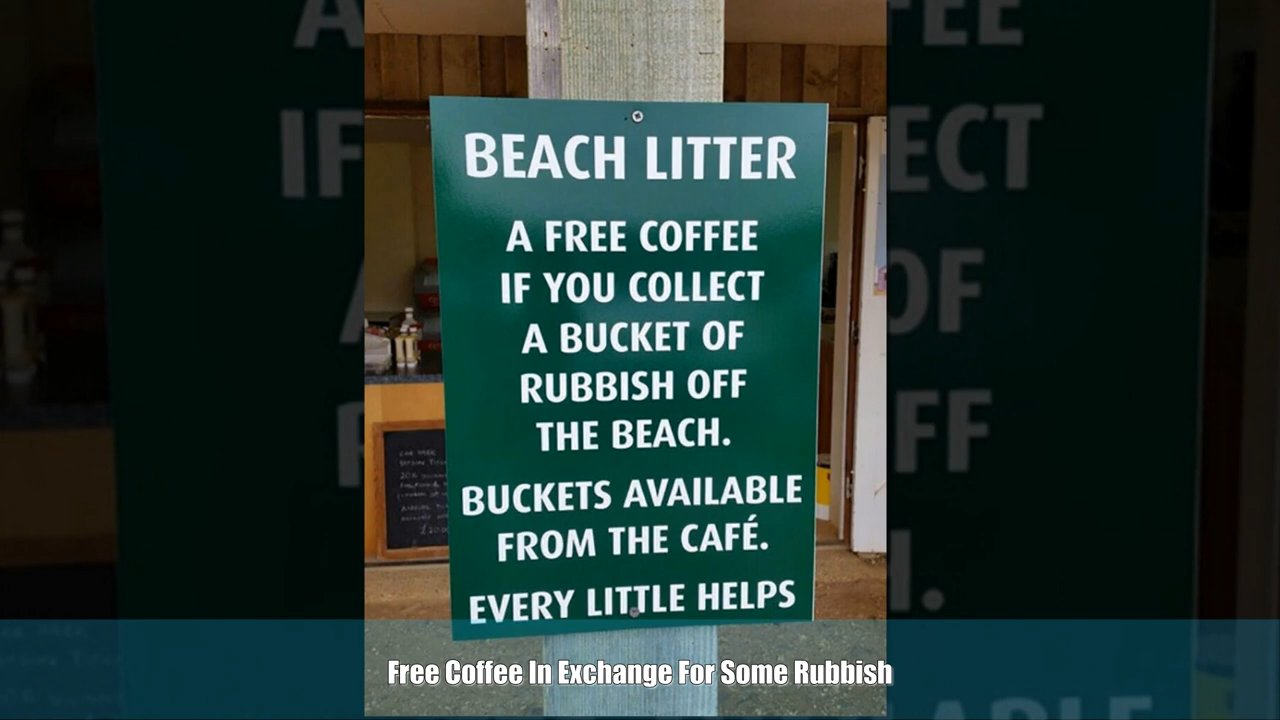 BEACH LITTER
A FREE COFFEE
IF YOU COLLECT
A BUCKET OF
RUBBISH OFF
THE BEACH.
BUCKETS AVAILABLE
FROM THE CAFÉ.
EVERY LITTLE HELPS
Free Coffee In Exchange For Some Rubbish